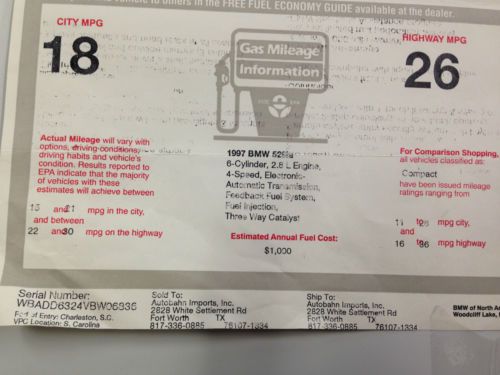 to others in the FREE FUEL ECONOMY GUIDE available at the dealer.
CITY MPG
18
Gas Mileage
Information
HIGHWAY MPG
26
Actual Mileage will vary with
options, driving conditions,
driving habits and vehicle's
condition. Results reported to
EPA indicate that the majority
of vehicles with these
estimates will achieve between
15 and 21 mpg in the city,
and between
22 and 30 mpg on the highway
1997 BMW
6-Cylinder, 2.8 L Engine,
4-Speed, Electronic
Automatic Transmission,
Feedback Fuel System,
Fuel Injection,
Three Way Catalyst
Estimated Annual Fuel Cost:
$1,000
For Comparison Shopping,
all vehicles classified as:
Compact
have been issued mileage
ratings ranging from
to mpg city,
and
16 to 36 mpg highway
Serial Number:
WBADD6324VBW06336
Port of Entry: Charleston, S.C.
VPC Location: S. Carolina
Sold To:
Autobahn Imports, Inc.
2828 White Settlement Rd
Fort Worth TX
817-336-0885 76107-1334
Ship To:
Autobahn Imports, Inc.
2828 White Settlement Rd
Fort Worth TX
817-336-0885 76107-1334
BMW of North
Woodcliff Lake,